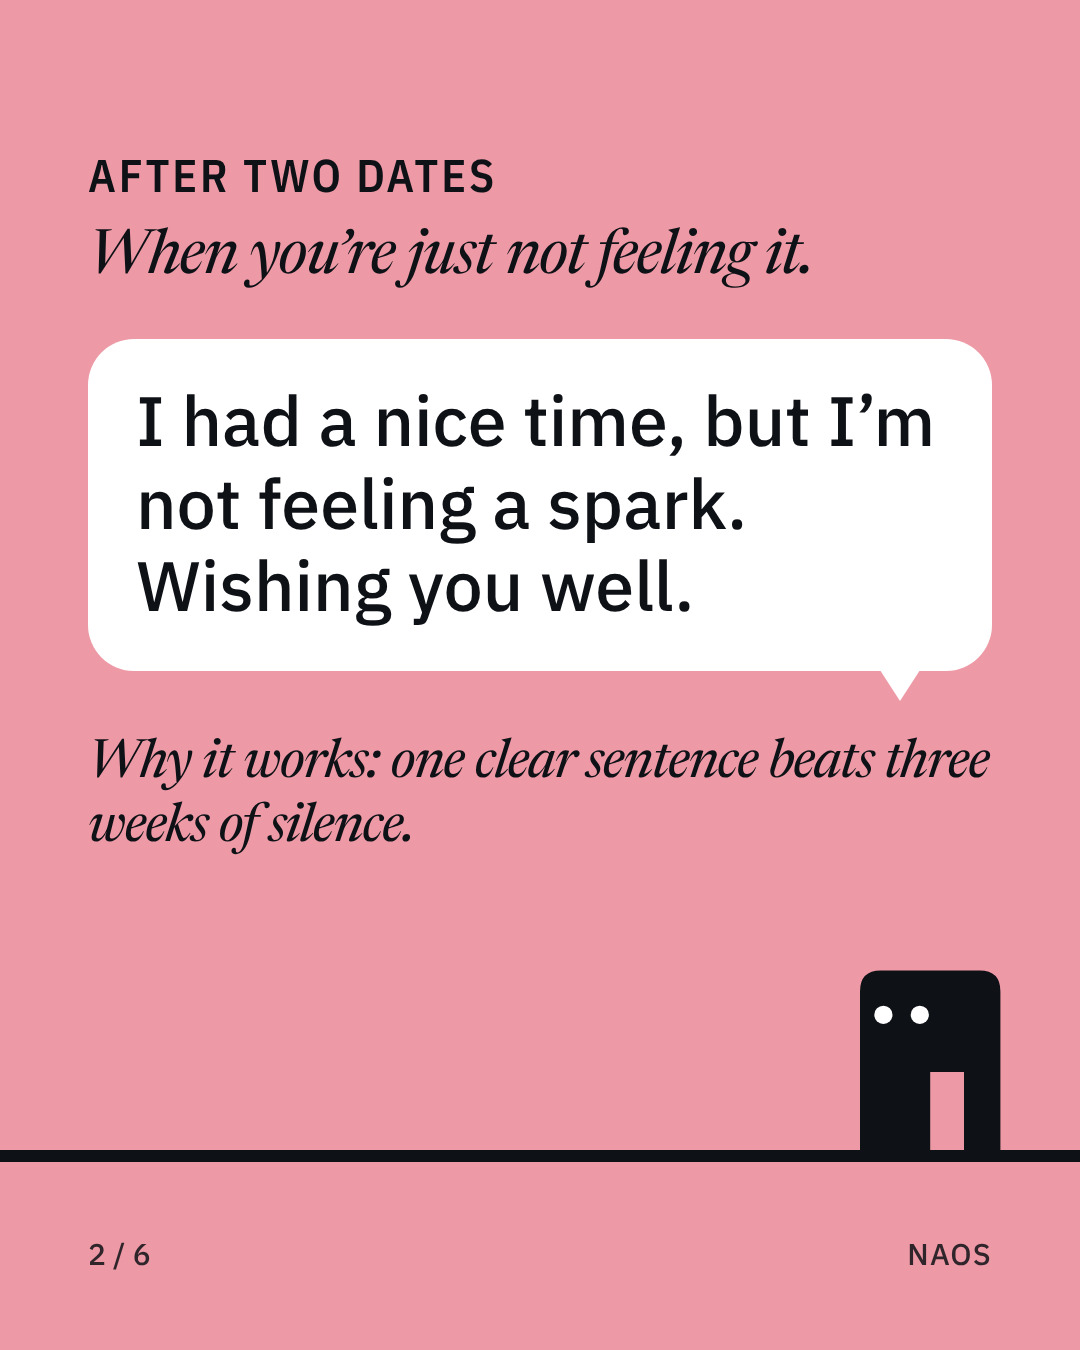 AFTER TWO DATES
When you’re just not feeling it.
I had a nice time, but I’m
not feeling a spark.
Wishing you well.
Why it works: one clear sentence beats three
weeks of silence.
2 / 6
NAOS